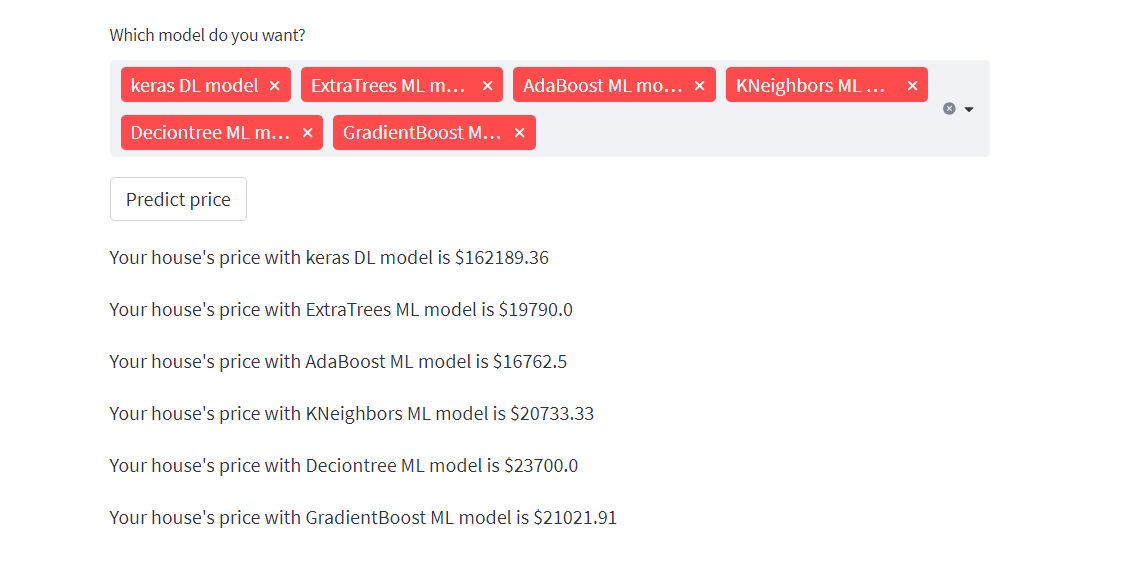 Which model do you want?
keras DL model × ExtraTrees ML m... × AdaBoost ML mo... × KNeighbors ML ... ×
Deciontree ML m... × GradientBoost M... ×
Predict price
Your house's price with keras DL model is $162189.36
Your house's price with ExtraTrees ML model is $19790.0
Your house's price with AdaBoost ML model is $16762.5
Your house's price with KNeighbors ML model is $20733.33
Your house's price with Deciontree ML model is $23700.0
Your house's price with GradientBoost ML model is $21021.91